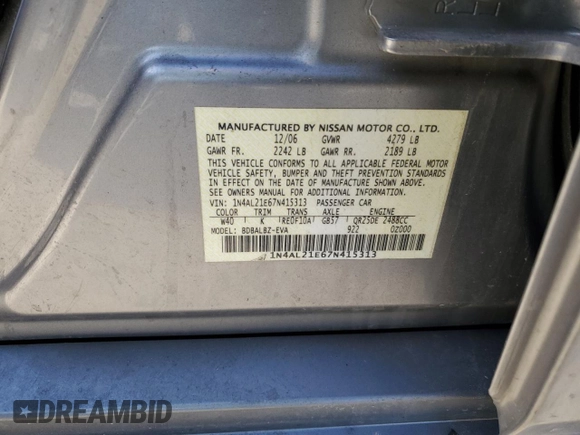 MANUFACTURED BY NISSAN MOTOR CO., LTD.
DATE 12/06 GVWR 4279 LB
GAWR FR. 2242 LB GAWR RR. 2189 LB
THIS VEHICLE CONFORMS TO ALL APPLICABLE FEDERAL MOTOR
VEHICLE SAFETY, BUMPER AND THEFT PREVENTION STANDARDS
IN EFFECT ON THE DATE OF MANUFACTURE SHOWN ABOVE.
SEE OWNERS MANUAL FOR ADDITIONAL INFORMATION.
VIN: 1N4AL21E67N415313 PASSENGER CAR
COLOR TRIM TRANS AXLE ENGINE
W40 K RE0F10A GB57 QR25DE 2488CC
MODEL: BDBALBZ-EVA 922 0Z000
1N4AL21E67N415313
DREAMBID